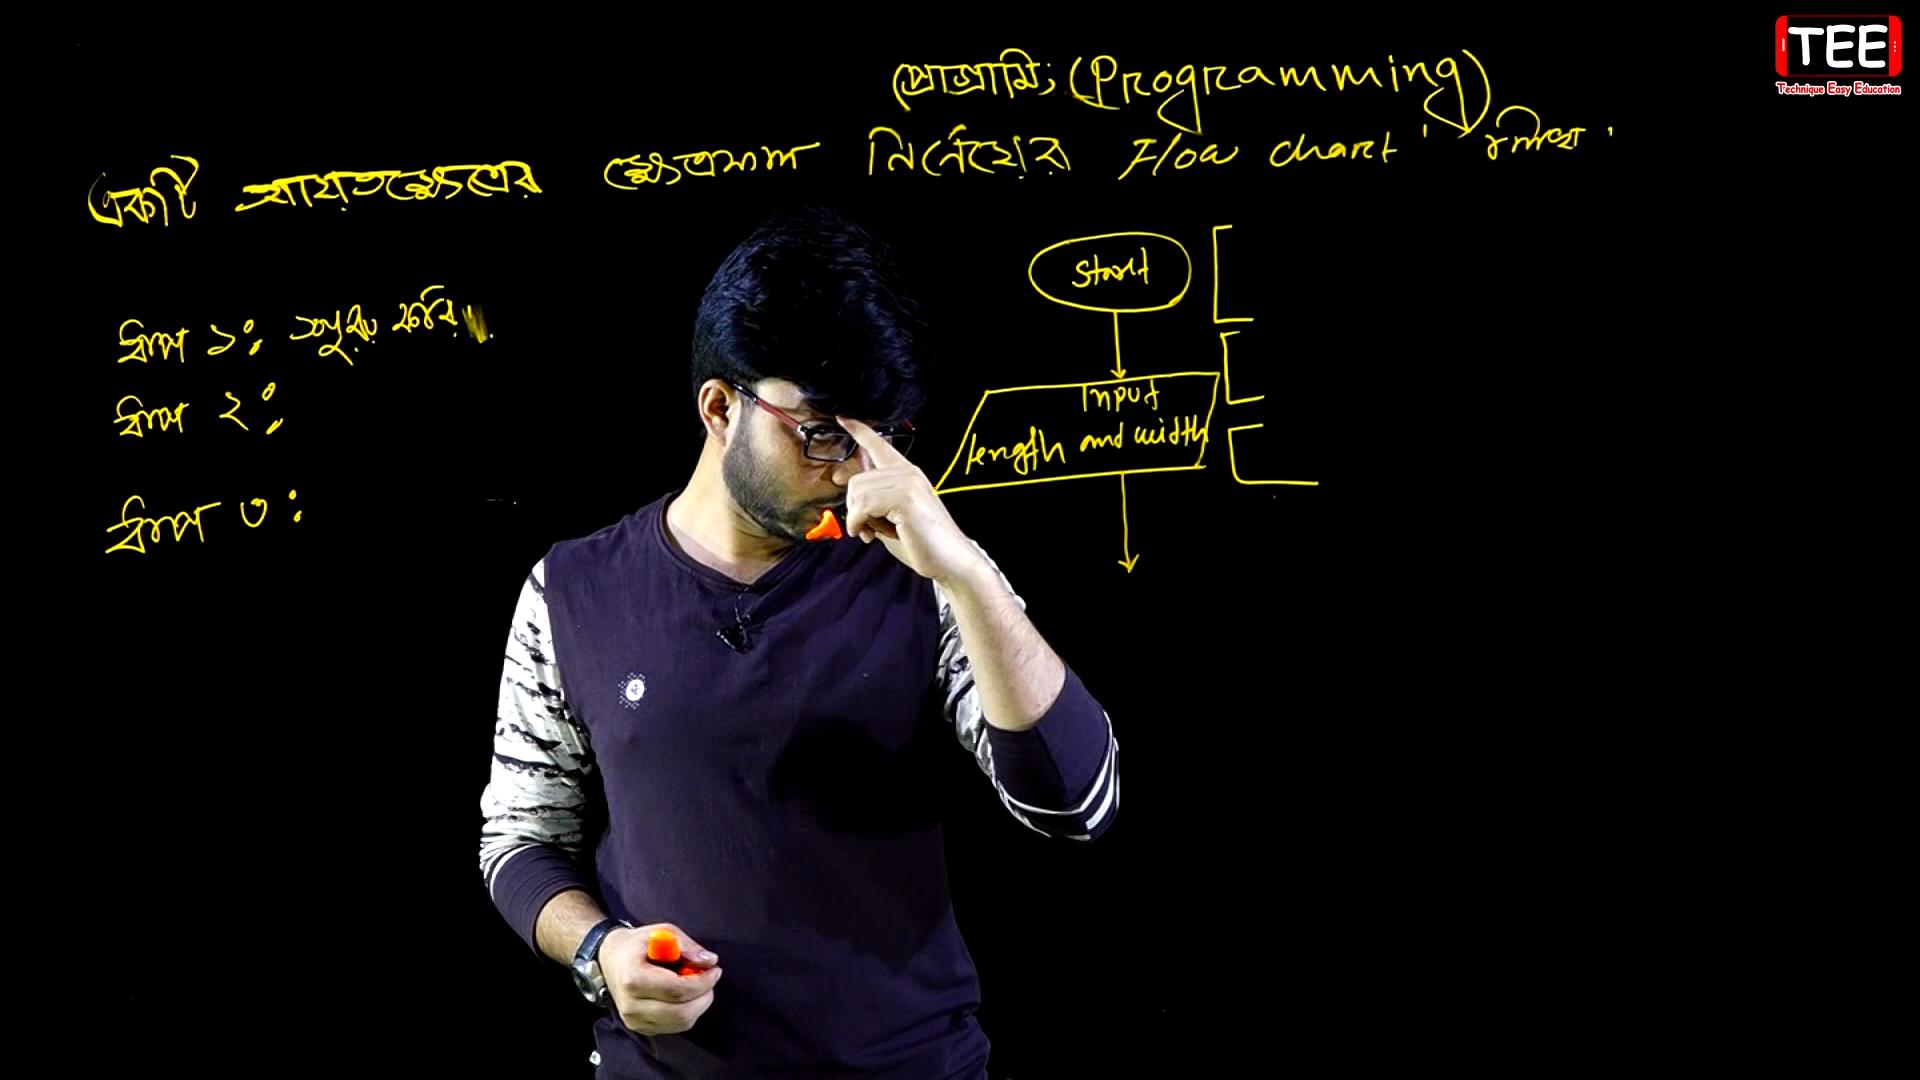 TEE
Technique Easy Education
প্রোগ্রামিং (Programming)
একটি আয়তক্ষেত্রের ক্ষেত্রফল নির্ণয়ের Flow chart লিখো
ধাপ ১ঃ শুরু করি
ধাপ ২ঃ
ধাপ ৩ঃ
Start
Input
length and width